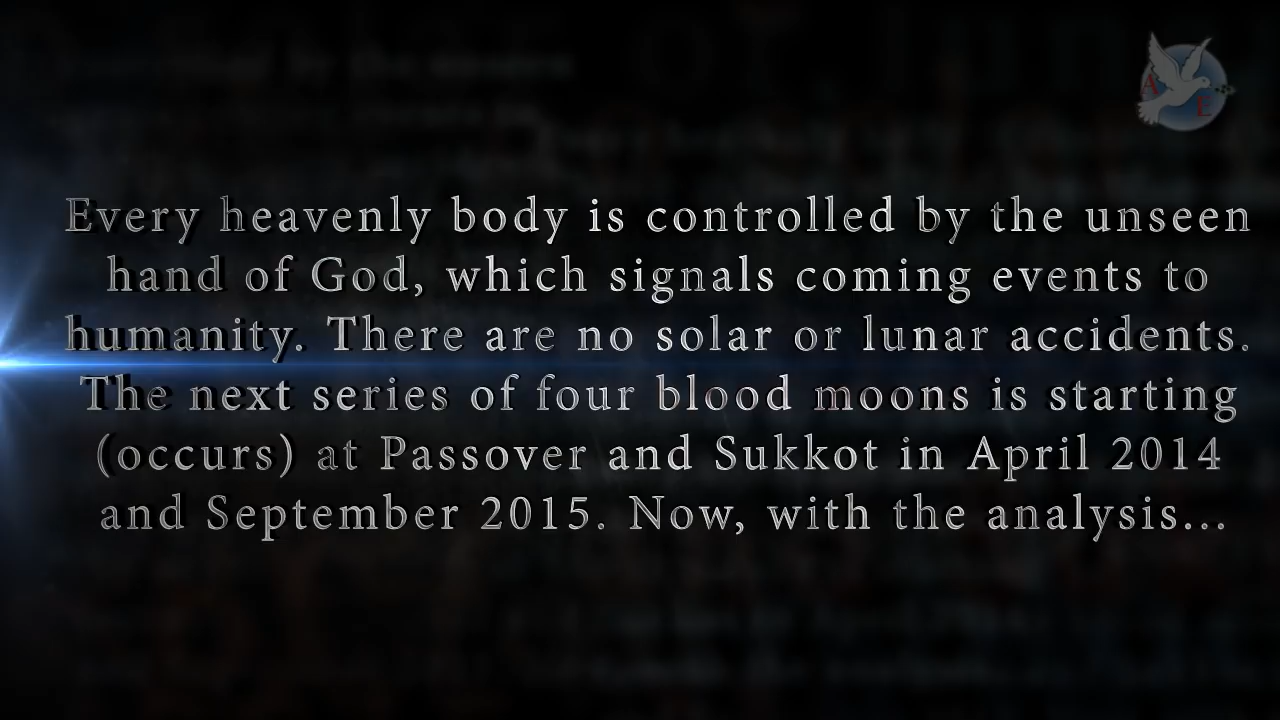 A
E
Every heavenly body is controlled by the unseen
hand of God, which signals coming events to
humanity. There are no solar or lunar accidents.
The next series of four blood moons is starting
(occurs) at Passover and Sukkot in April 2014
and September 2015. Now, with the analysis...